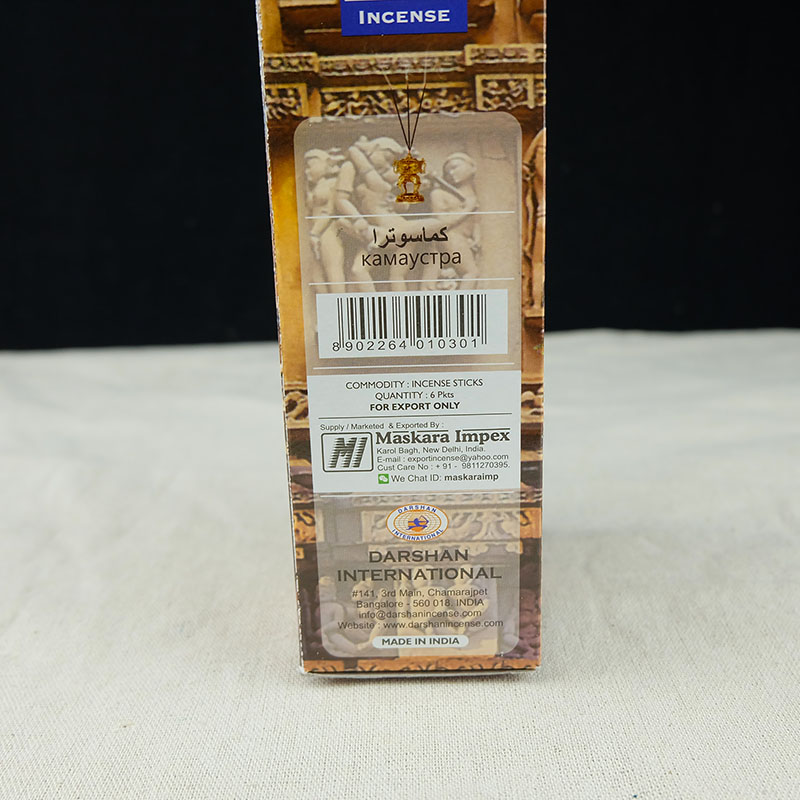 INCENSE
كماسوترا
камаустра
8 902264 010301
COMMODITY : INCENSE STICKS
QUANTITY : 6 Pkts
FOR EXPORT ONLY
Supply / Marketed & Exported By :
MI
Maskara Impex
Karol Bagh, New Delhi, India.
E-mail : exportincense@yahoo.com
Cust Care No : + 91 - 9811270395.
We Chat ID: maskaraimp
DARSHAN
INTERNATIONAL
DARSHAN
INTERNATIONAL
#141, 3rd Main, Chamarajpet
Bangalore - 560 018, INDIA
info@darshanincense.com
Website : www.darshanincense.com
MADE IN INDIA